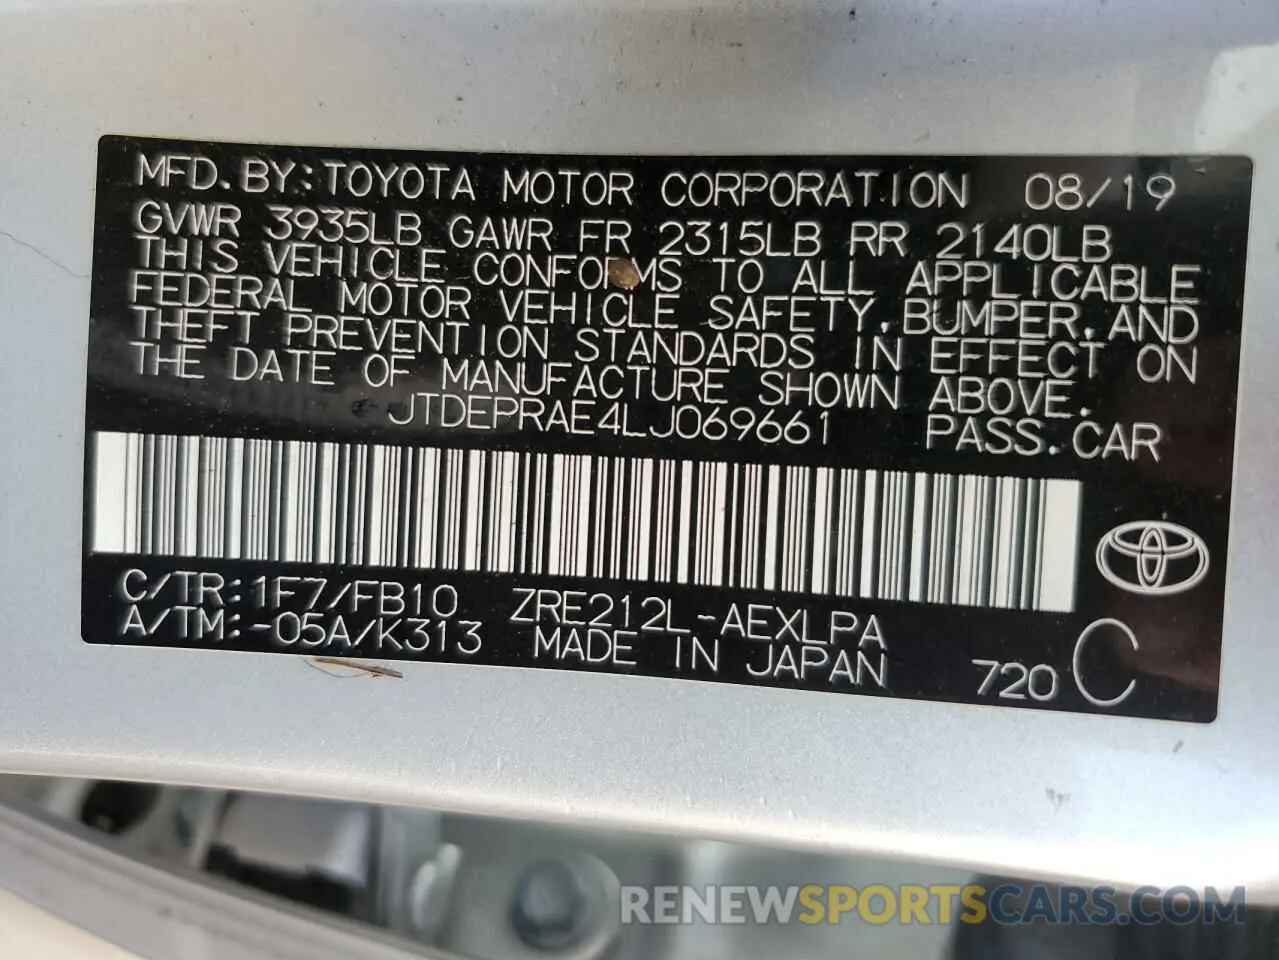 MFD. BY: TOYOTA MOTOR CORPORATION 08/19
GVWR 3935LB GAWR FR 2315LB RR 2140LB
THIS VEHICLE CONFORMS TO ALL APPLICABLE
FEDERAL MOTOR VEHICLE SAFETY, BUMPER, AND
THEFT PREVENTION STANDARDS IN EFFECT ON
THE DATE OF MANUFACTURE SHOWN ABOVE.
JTDEPRAE4LJ069661 PASS. CAR
C/TR: 1F7/FB10 ZRE212L-AEXLPA
A/TM: -05A/K313 MADE IN JAPAN 720 C
RENEWSPORTSCARS.COM